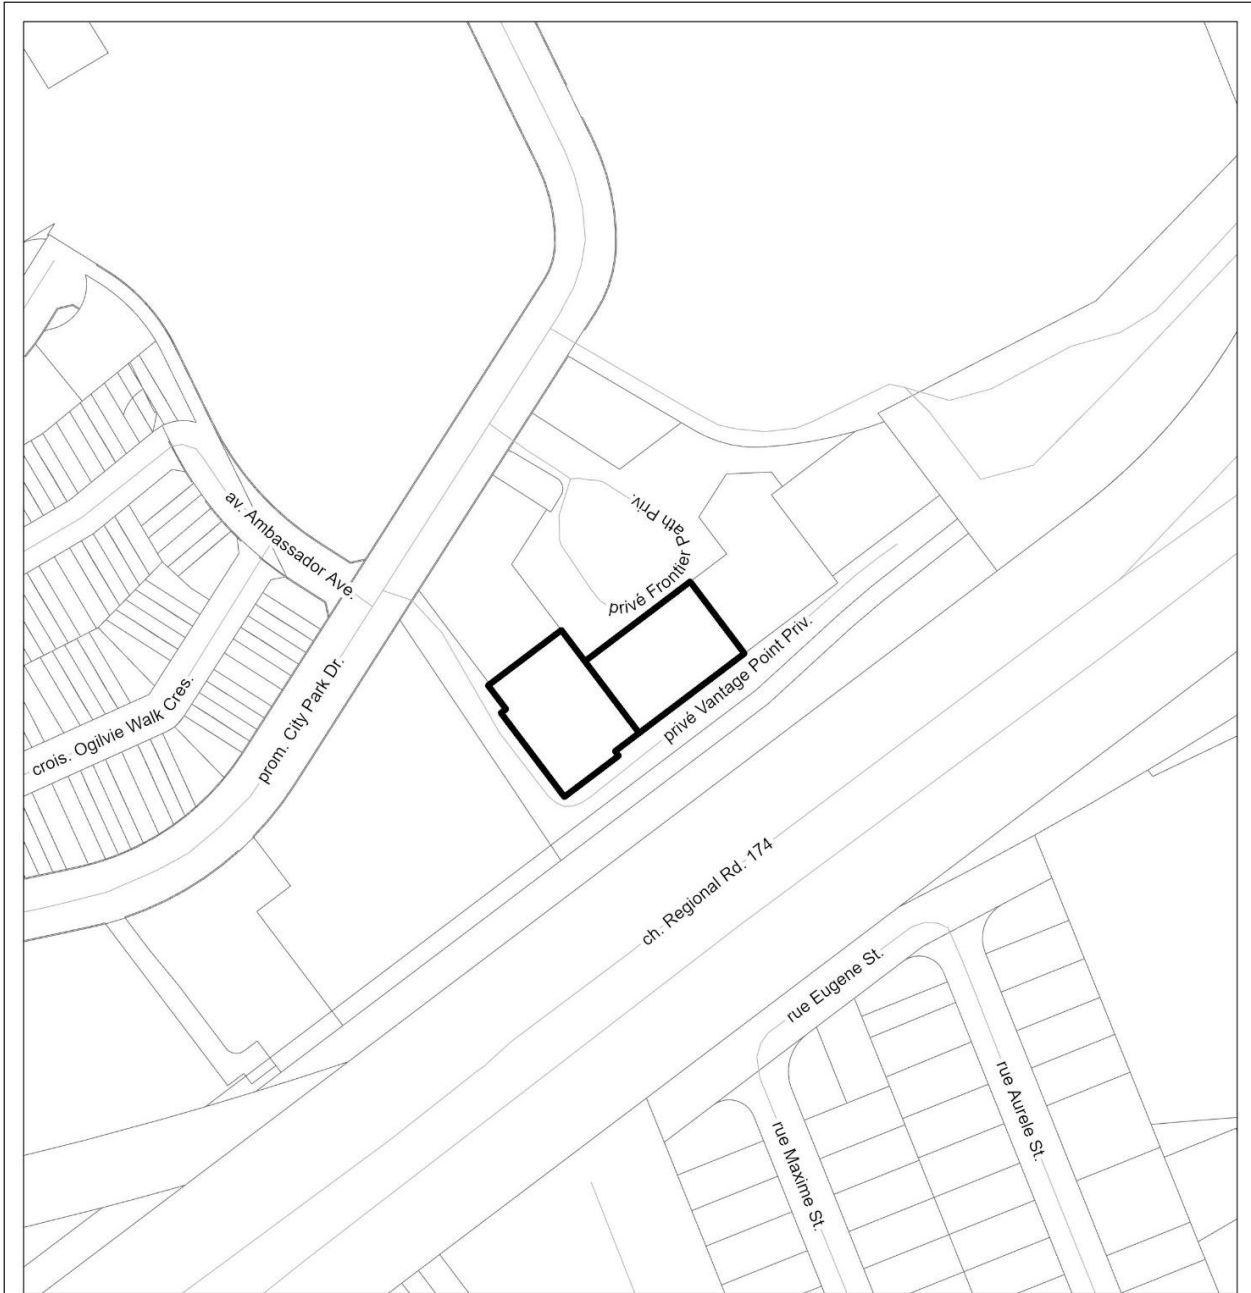 privé Frontier Path Priv.
av. Ambassador Ave.
privé Vantage Point Priv.
prom. City Park Dr.
crois. Ogilvie Walk Cres.
ch. Regional Rd. 174
rue Eugene St.
rue Aurele St.
rue Maxime St.